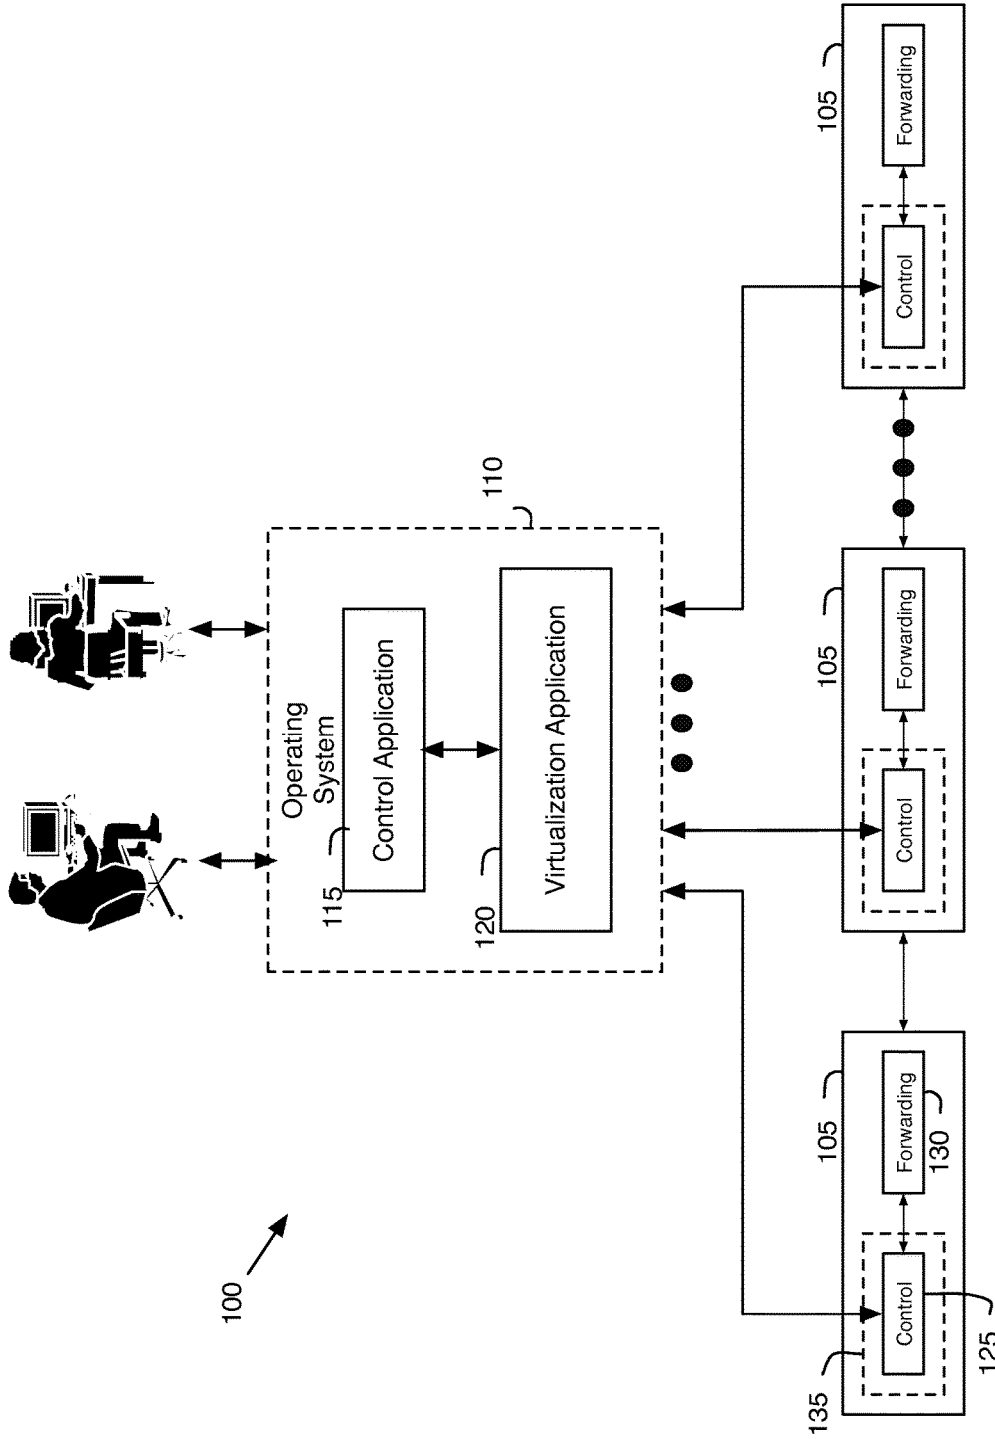 100
Operating
System
110
115
Control Application
120
Virtualization Application
105
105
105
Control
Forwarding
Control
Forwarding
Control
Forwarding
130
135
125